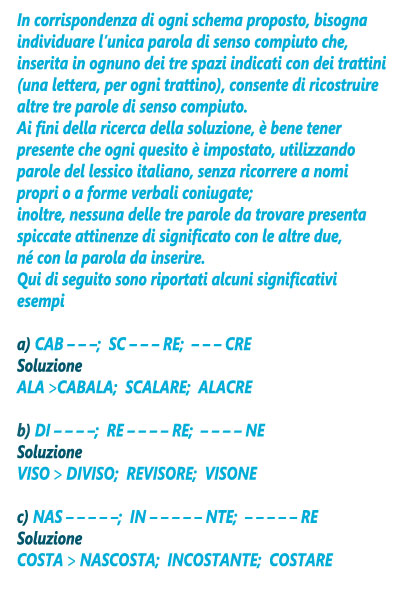 In corrispondenza di ogni schema proposto, bisogna
individuare l'unica parola di senso compiuto che,
inserita in ognuno dei tre spazi indicati con dei trattini
(una lettera, per ogni trattino), consente di ricostruire
altre tre parole di senso compiuto.
Ai fini della ricerca della soluzione, è bene tener
presente che ogni quesito è impostato, utilizzando
parole del lessico italiano, senza ricorrere a nomi
propri o a forme verbali coniugate;
inoltre, nessuna delle tre parole da trovare presenta
spiccate attinenze di significato con le altre due,
né con la parola da inserire.
Qui di seguito sono riportati alcuni significativi
esempi
a) CAB – – –; SC – – – RE; – – – CRE
Soluzione
ALA >CABALA; SCALARE; ALACRE
b) DI – – – –; RE – – – – RE; – – – – NE
Soluzione
VISO > DIVISO; REVISORE; VISONE
c) NAS – – – – –; IN – – – – – NTE; – – – – – RE
Soluzione
COSTA > NASCOSTA; INCOSTANTE; COSTARE